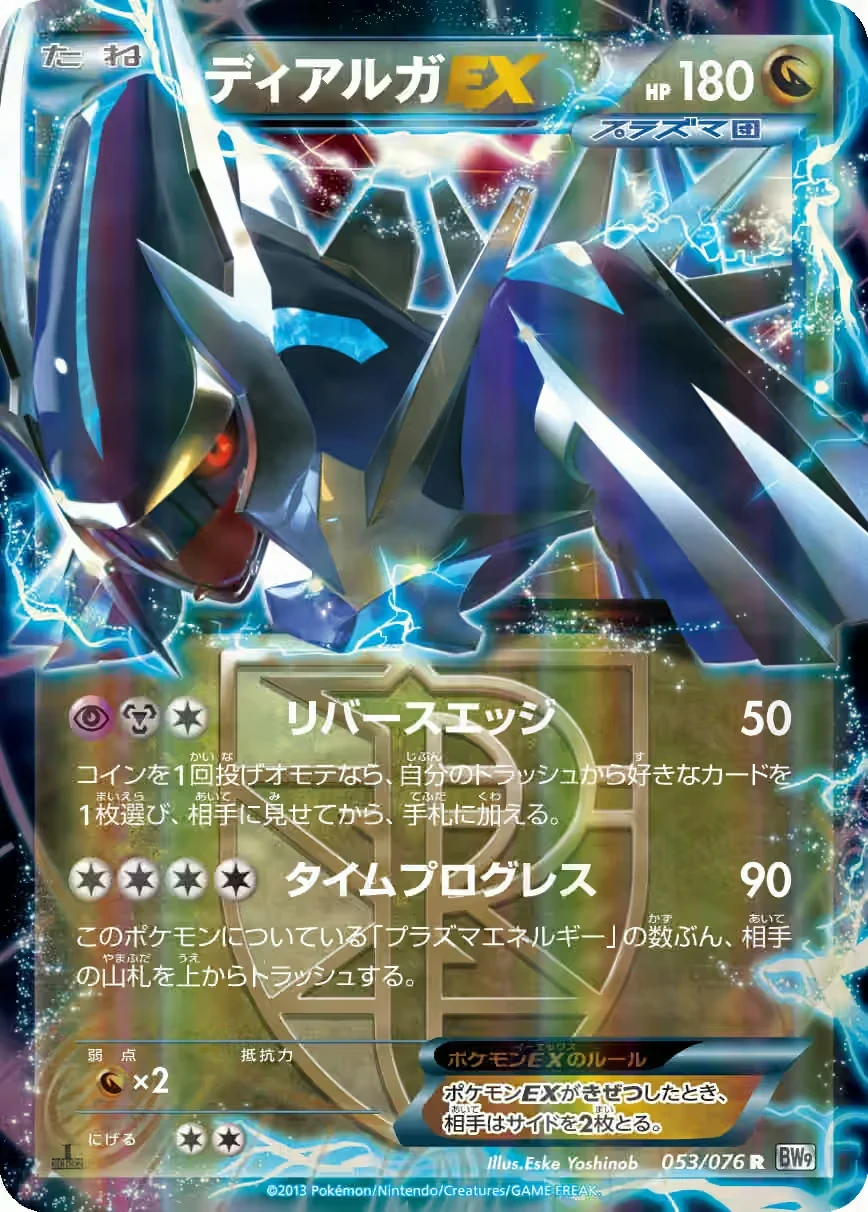 たね
ディアルガEX
HP 180
プラズマ団
リバースエッジ 50
コインを1回投げオモテなら、自分のトラッシュから好きなカードを
1枚選び、相手に見せてから、手札に加える。
タイムプログレス 90
このポケモンについている「プラズマエネルギー」の数ぶん、相手
の山札を上からトラッシュする。
弱点 抵抗力
×2
ポケモンEXのルール
ポケモンEXがきぜつしたとき、
相手はサイドを2枚とる。
にげる
Illus.Eske Yoshinob 053/076 R BW9
©2013 Pokémon/Nintendo/Creatures/GAME FREAK.